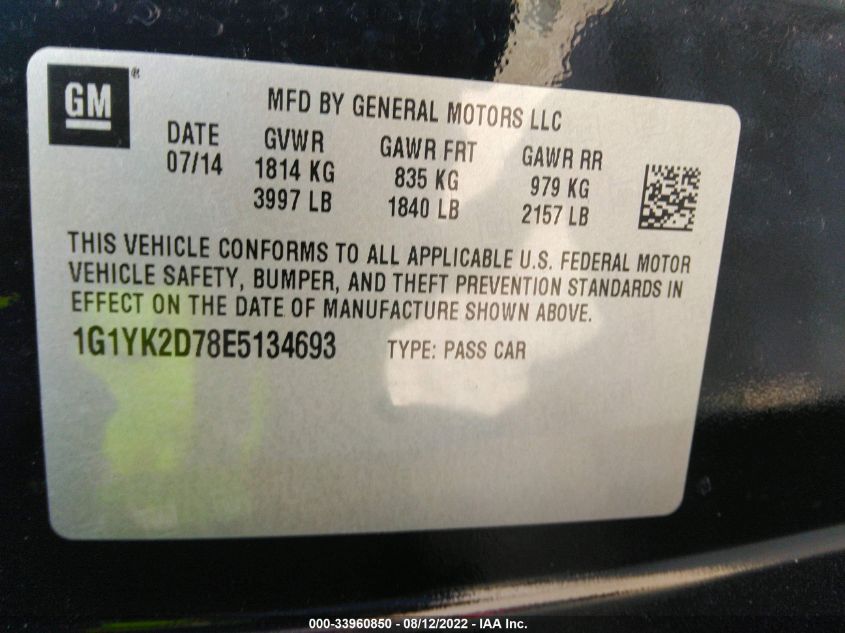 GM ®
MFD BY GENERAL MOTORS LLC
DATE GVWR GAWR FRT GAWR RR
07/14 1814 KG 835 KG 979 KG
3997 LB 1840 LB 2157 LB
THIS VEHICLE CONFORMS TO ALL APPLICABLE U.S. FEDERAL MOTOR
VEHICLE SAFETY, BUMPER, AND THEFT PREVENTION STANDARDS IN
EFFECT ON THE DATE OF MANUFACTURE SHOWN ABOVE.
1G1YK2D78E5134693 TYPE: PASS CAR
000-33960850 - 08/12/2022 - IAA Inc.